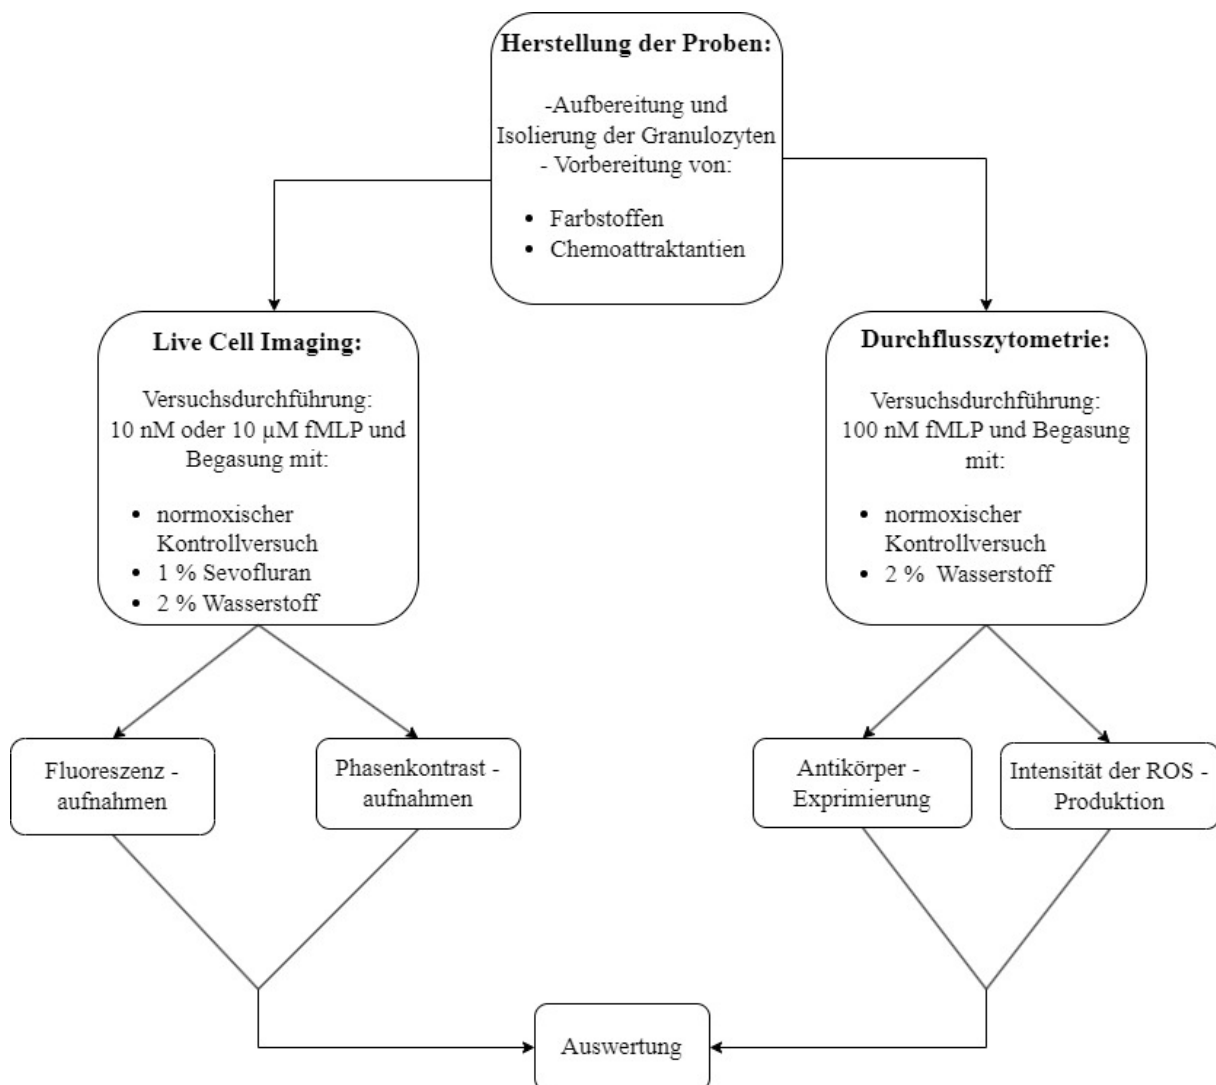 Herstellung der Proben:
-Aufbereitung und
Isolierung der Granulozyten
- Vorbereitung von:
• Farbstoffen
• Chemoattraktantien
Live Cell Imaging:
Versuchsdurchführung:
10 nM oder 10 µM fMLP und
Begasung mit:
• normoxischer
Kontrollversuch
• 1 % Sevofluran
• 2 % Wasserstoff
Durchflusszytometrie:
Versuchsdurchführung:
100 nM fMLP und Begasung
mit:
• normoxischer
Kontrollversuch
• 2 % Wasserstoff
Fluoreszenz -
aufnahmen
Phasenkontrast -
aufnahmen
Antikörper -
Exprimierung
Intensität der ROS -
Produktion
Auswertung